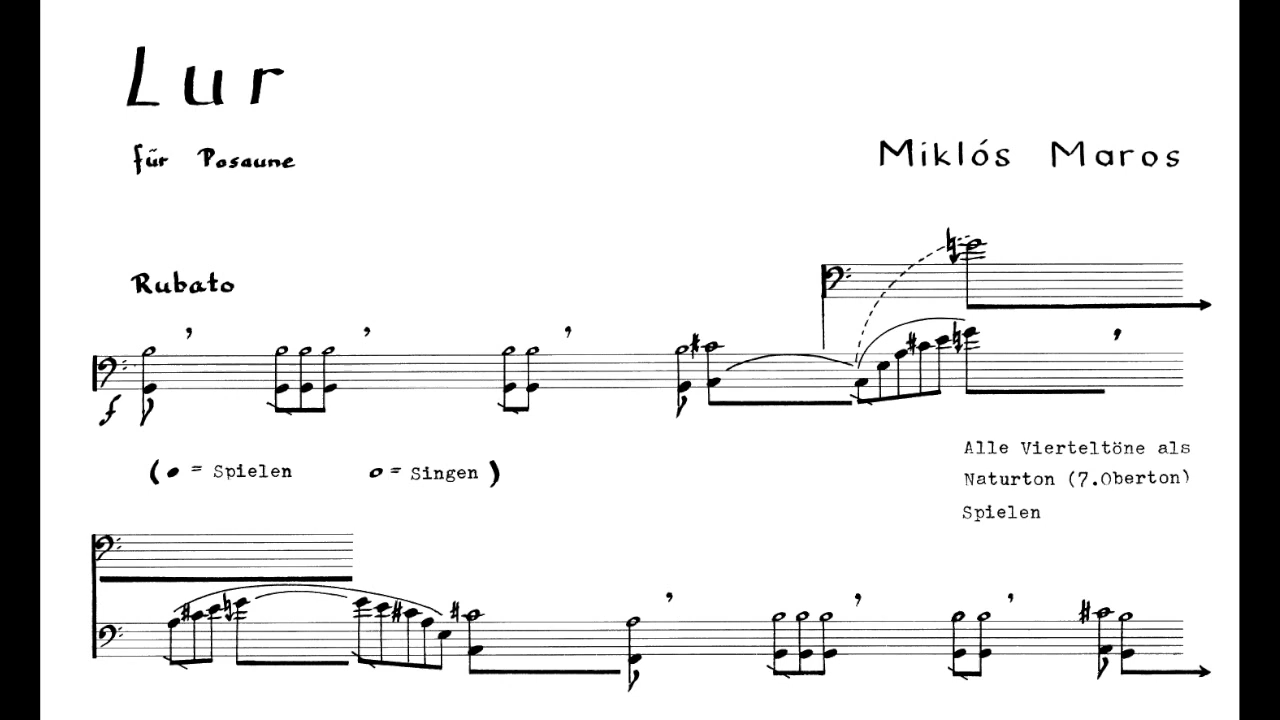 Lur
für Posaune
Miklós Maros
Rubato
f
( = Spielen = Singen )
Alle Vierteltöne als
Naturton (7.Oberton)
Spielen